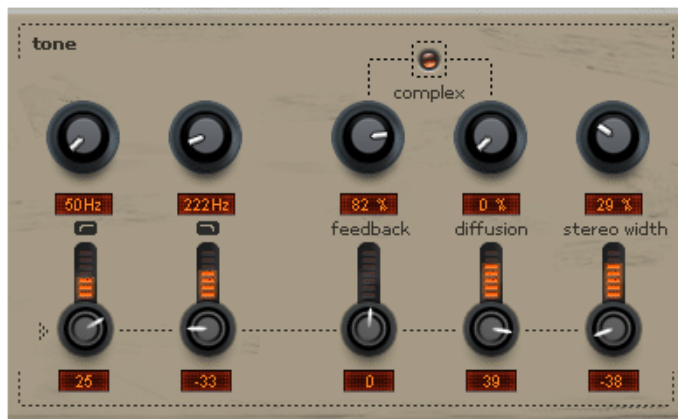 tone
complex
50Hz 222Hz 82 % 0 % 29 %
feedback diffusion stereo width
25 -33 0 39 -38